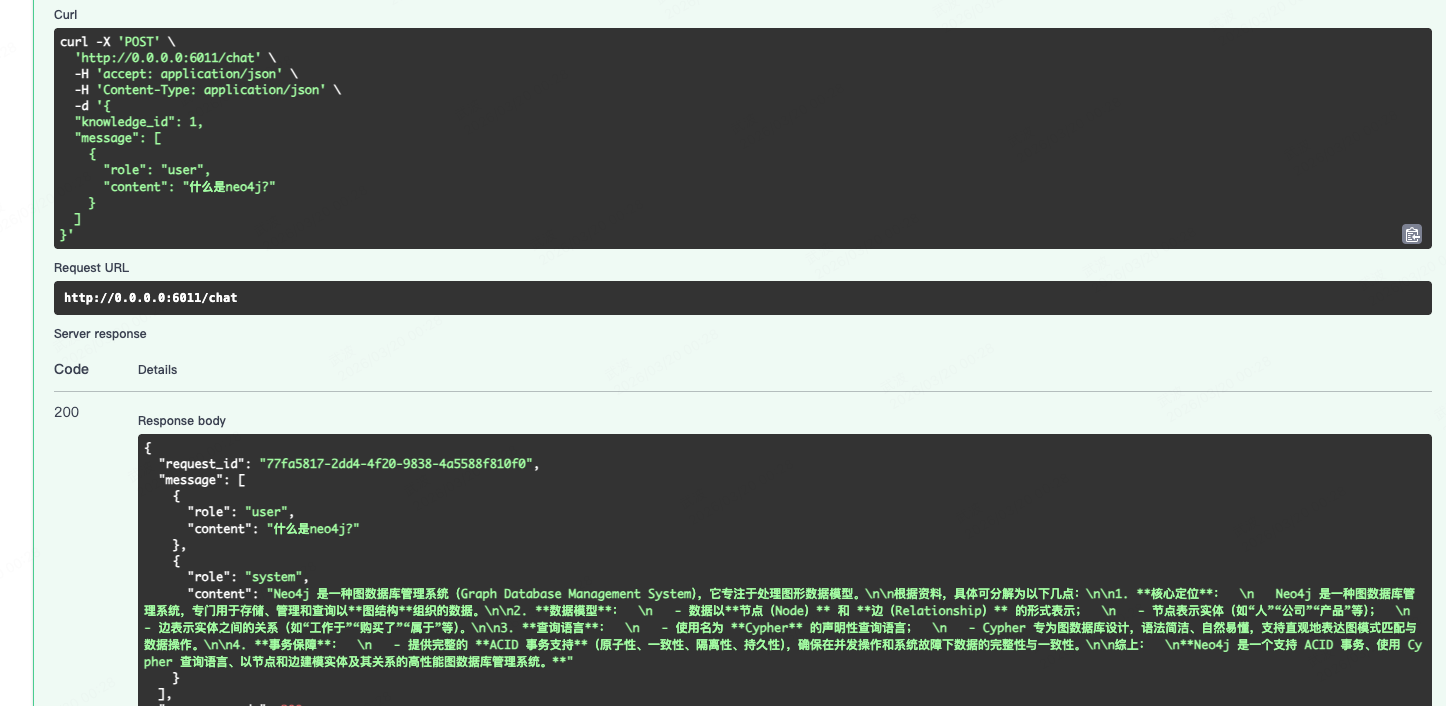 Curl
curl -X 'POST' \
'http://0.0.0.0:6011/chat' \
-H 'accept: application/json' \
-H 'Content-Type: application/json' \
-d '{
"knowledge_id": 1,
"message": [
{
"role": "user",
"content": "什么是neo4j?"
}
]
}'
Request URL
http://0.0.0.0:6011/chat
Server response
Code Details
200
Response body
{
"request_id": "77fa5817-2dd4-4f20-9838-4a5588f810f0",
"message": [
{
"role": "user",
"content": "什么是neo4j?"
},
{
"role": "system",
"content": "Neo4j 是一种图数据库管理系统（Graph Database Management System），它专注于处理图形数据模型。\n\n根据资料，具体可分解为以下几点：\n\n1. **核心定位**：  \n   Neo4j 是一种图数据库管
理系统，专门用于存储、管理和查询以**图结构**组织的数据。\n\n2. **数据模型**：  \n   - 数据以**节点（Node）** 和 **边（Relationship）** 的形式表示；  \n   - 节点表示实体（如“人”“公司”“产品”等）；  \n
- 边表示实体之间的关系（如“工作于”“购买了”“属于”等）。\n\n3. **查询语言**：  \n   - 使用名为 **Cypher** 的声明性查询语言；  \n   - Cypher 专为图数据库设计，语法简洁、自然易懂，支持直观地表达图模式匹配与
数据操作。\n\n4. **事务保障**：  \n   - 提供完整的 **ACID 事务支持**（原子性、一致性、隔离性、持久性），确保在并发操作和系统故障下数据的完整性与一致性。\n\n综上：  \n**Neo4j 是一个支持 ACID 事务、使用 Cy
pher 查询语言、以节点和边建模实体及其关系的高性能图数据库管理系统。**"
}
],